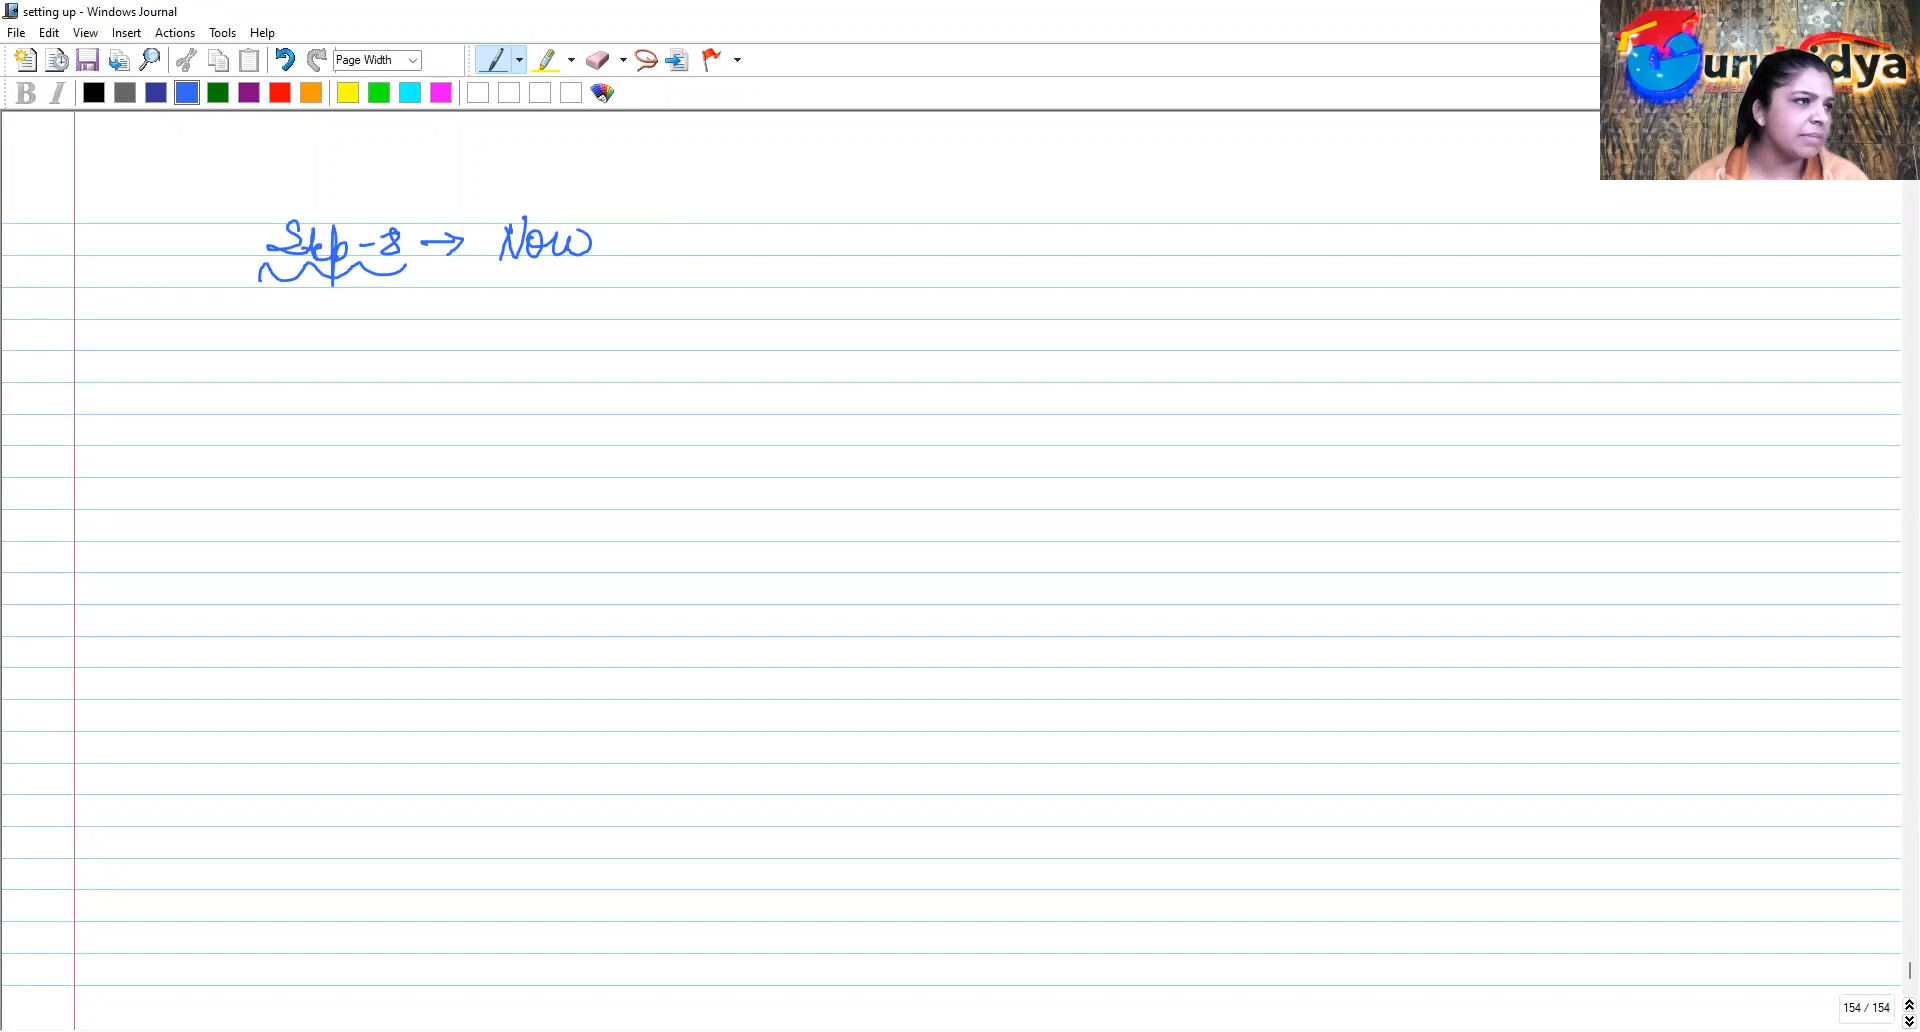 setting up - Windows Journal
File Edit View Insert Actions Tools Help
Page Width
B I
Step-8 → Now
154 / 154